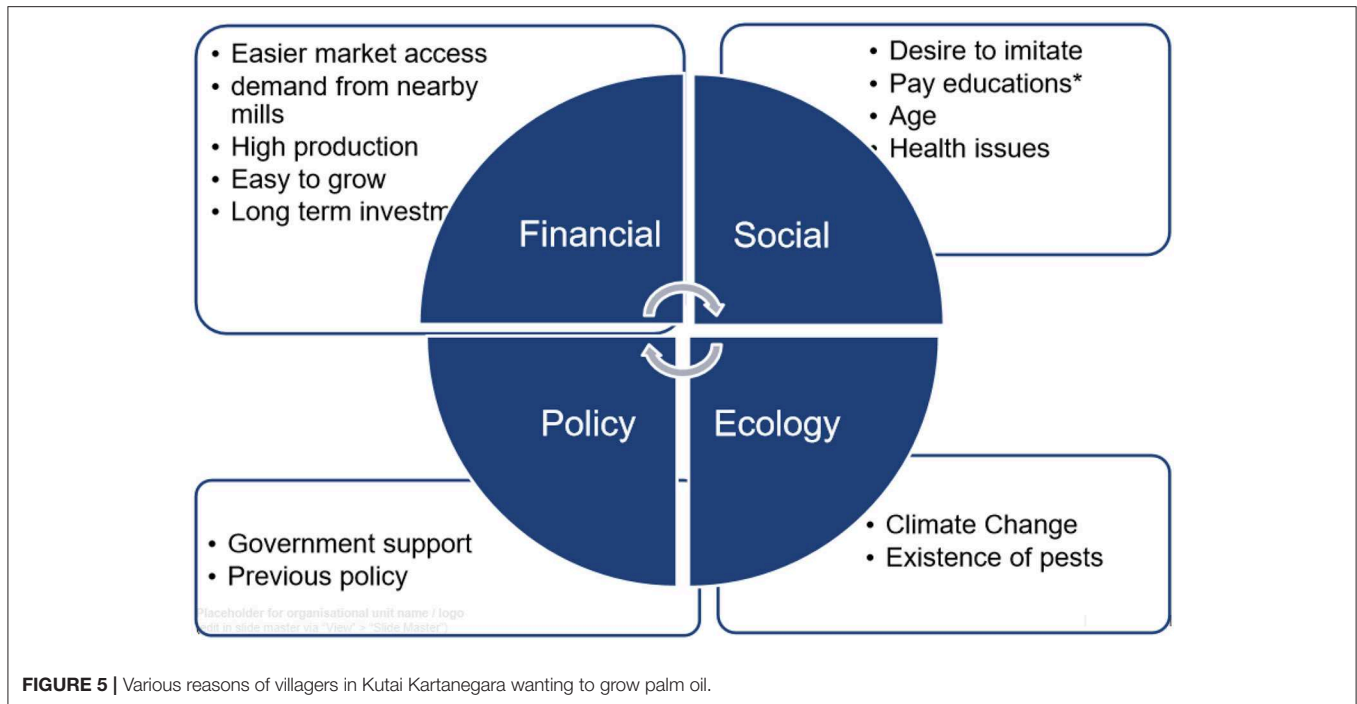 • Easier market access
• demand from nearby
mills
• High production
• Easy to grow
• Long term investm
• Desire to imitate
• Pay educations*
• Age
• Health issues
Financial
Social
Policy
Ecology
• Government support
• Previous policy
• Climate Change
• Existence of pests
Placeholder for organisational unit name / logo
(edit in slide master via "View" > "Slide Master")
FIGURE 5 | Various reasons of villagers in Kutai Kartanegara wanting to grow palm oil.